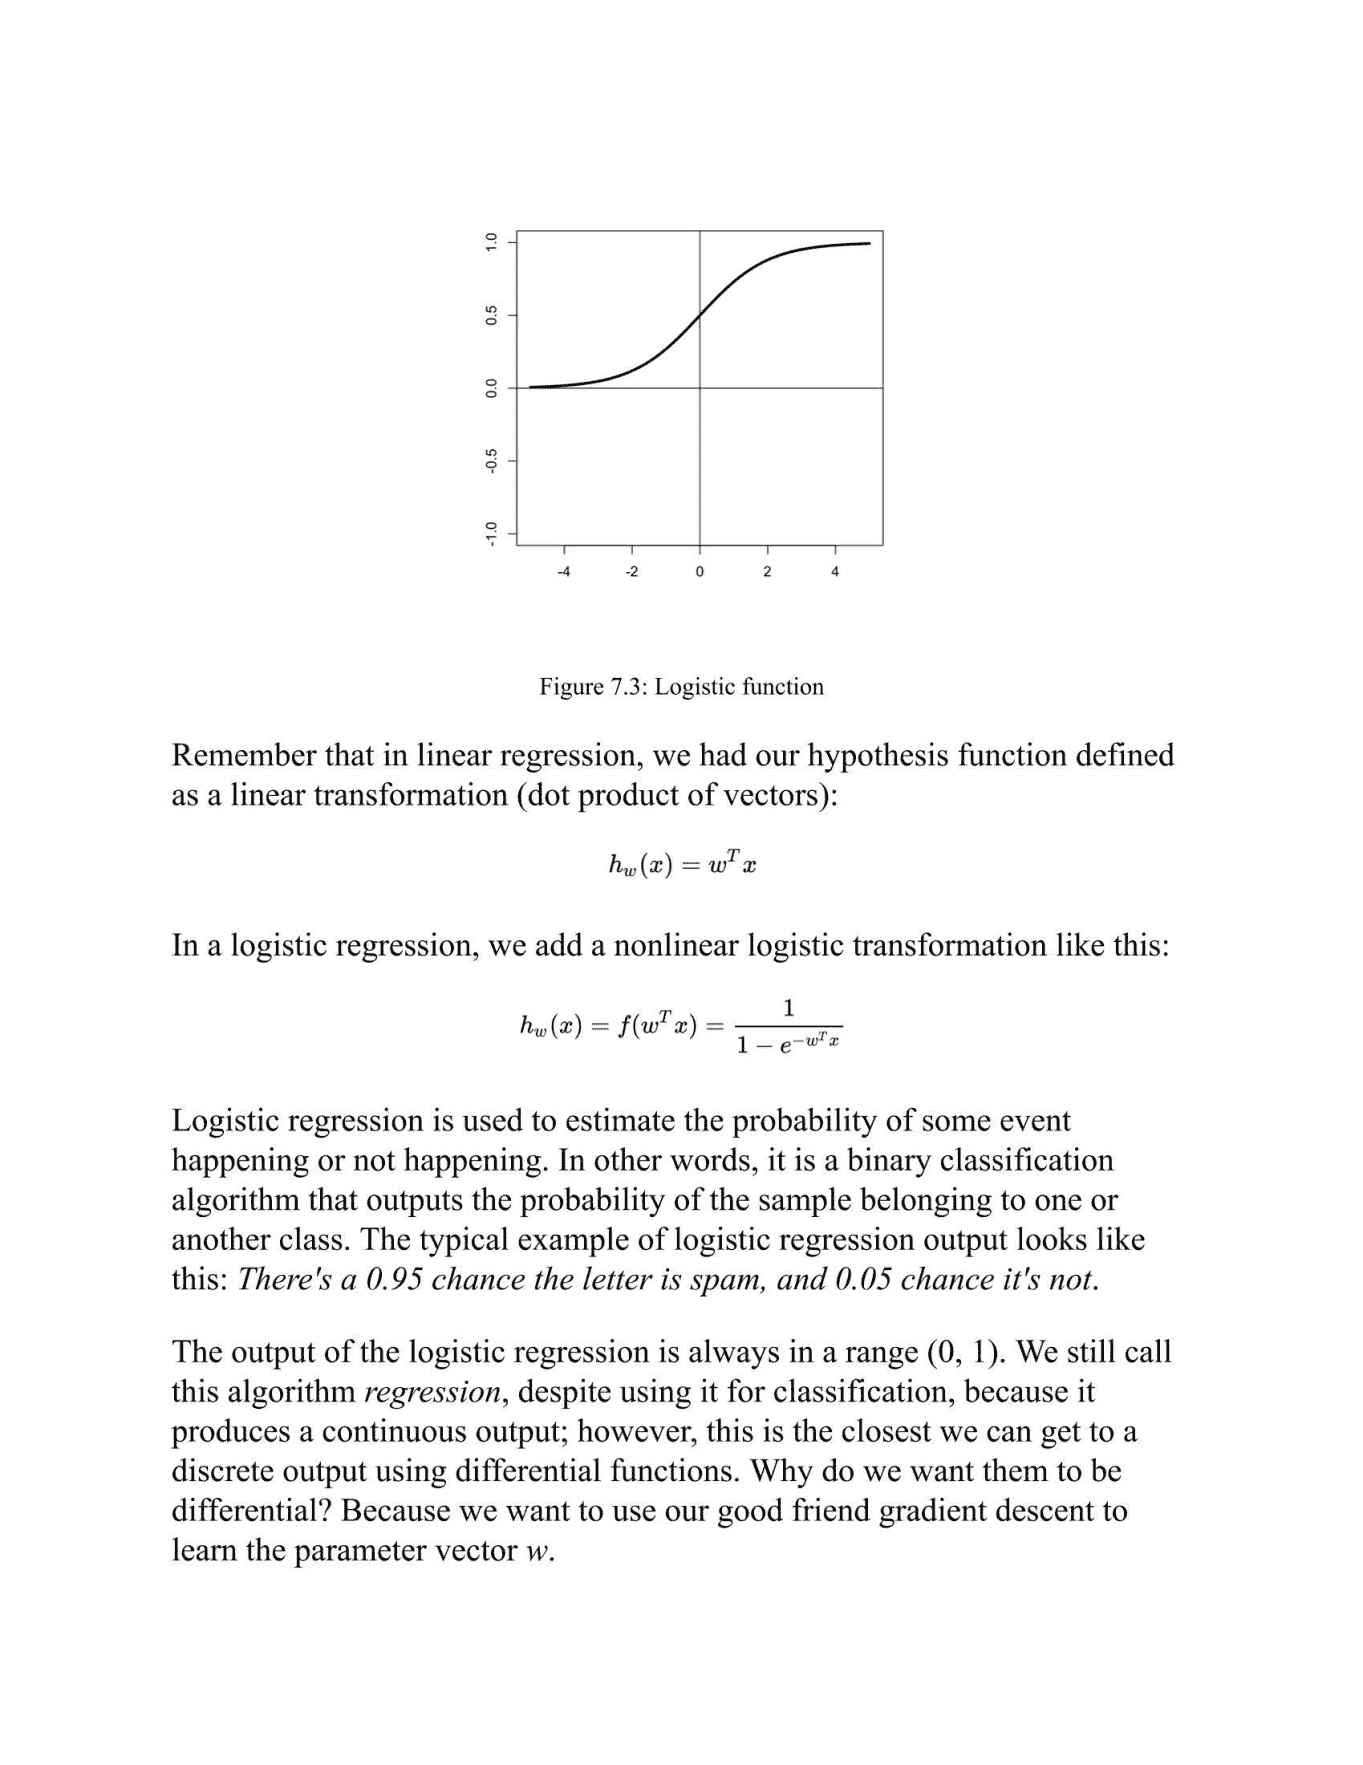 1.0
0.5
0.0
-0.5
-1.0
-4 -2 0 2 4
Figure 7.3: Logistic function
Remember that in linear regression, we had our hypothesis function defined
as a linear transformation (dot product of vectors):
h_w(x) = w^T x
In a logistic regression, we add a nonlinear logistic transformation like this:
h_w(x) = f(w^T x) = \frac{1}{1 - e^{-w^T x}}
Logistic regression is used to estimate the probability of some event
happening or not happening. In other words, it is a binary classification
algorithm that outputs the probability of the sample belonging to one or
another class. The typical example of logistic regression output looks like
this: There's a 0.95 chance the letter is spam, and 0.05 chance it's not.
The output of the logistic regression is always in a range (0, 1). We still call
this algorithm regression, despite using it for classification, because it
produces a continuous output; however, this is the closest we can get to a
discrete output using differential functions. Why do we want them to be
differential? Because we want to use our good friend gradient descent to
learn the parameter vector w.